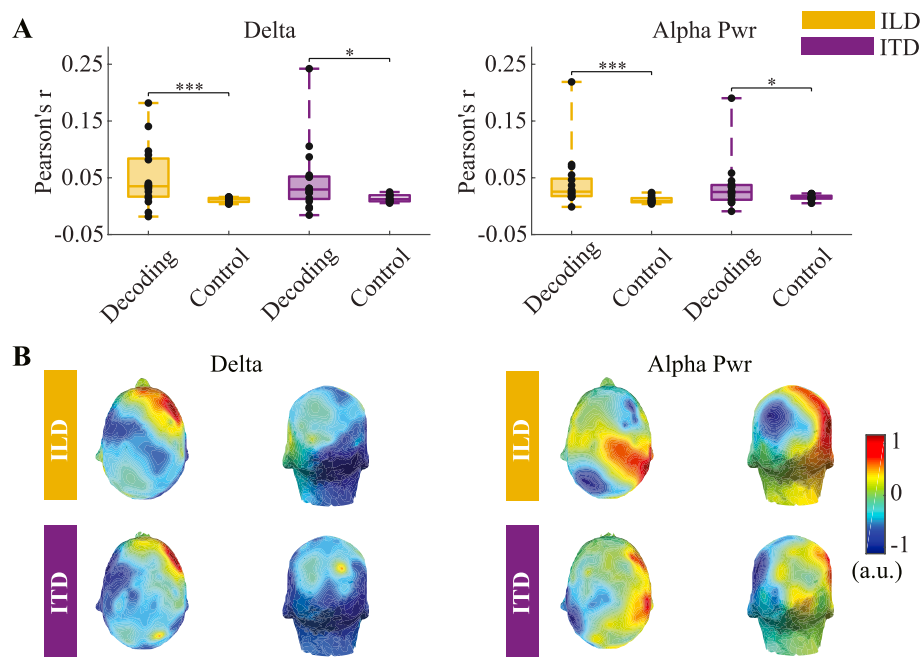 A
Delta
Alpha Pwr
ILD
ITD
Pearson's r
0.25
0.15
0.05
-0.05
***
*
Decoding
Control
Decoding
Control
Pearson's r
0.25
0.15
0.05
-0.05
***
*
Decoding
Control
Decoding
Control
B
Delta
Alpha Pwr
ILD
ILD
ITD
ITD
1
0
-1
(a.u.)